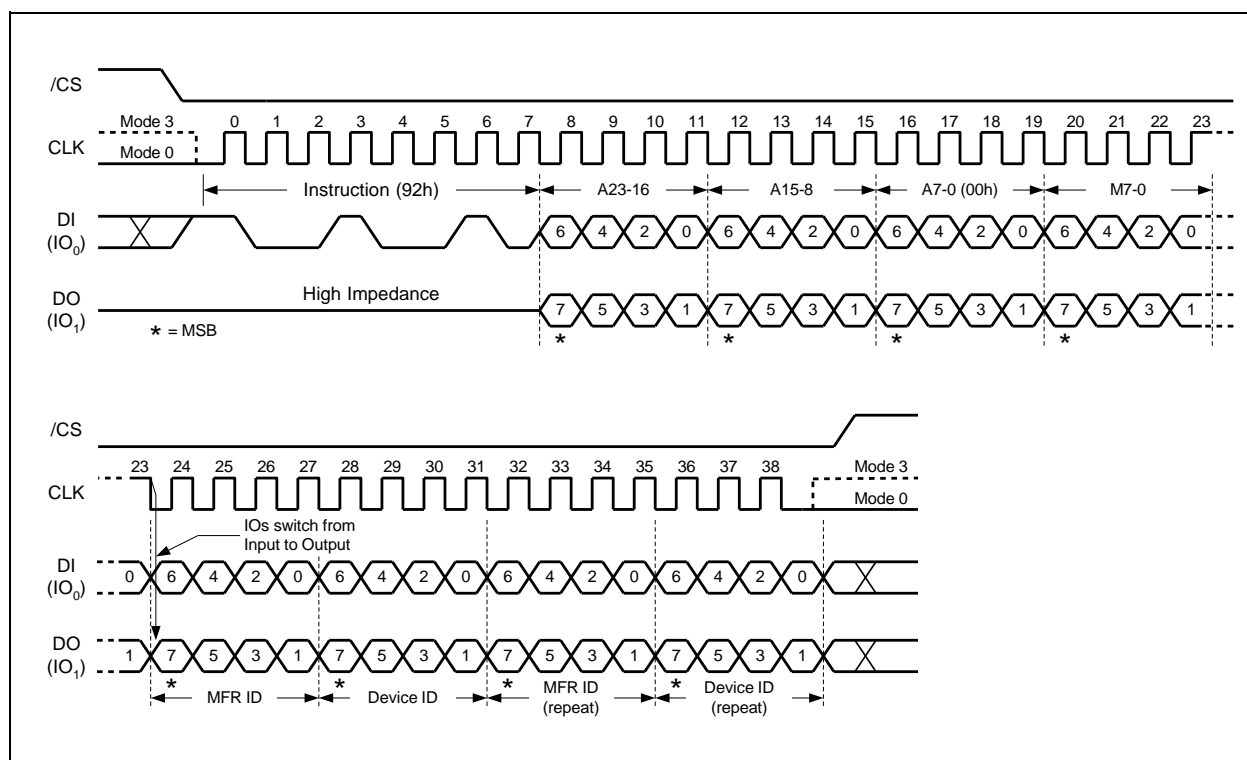 /CS
Mode 3 0 1 2 3 4 5 6 7 8 9 10 11 12 13 14 15 16 17 18 19 20 21 22 23
CLK
Mode 0
Instruction (92h) A23-16 A15-8 A7-0 (00h) M7-0
DI
(IO0) 6 4 2 0 6 4 2 0 6 4 2 0 6 4 2 0
DO High Impedance
(IO1) 7 5 3 1 7 5 3 1 7 5 3 1 7 5 3 1
* = MSB * * * *
/CS
23 24 25 26 27 28 29 30 31 32 33 34 35 36 37 38 Mode 3
CLK
Mode 0
IOs switch from
Input to Output
DI
(IO0) 0 6 4 2 0 6 4 2 0 6 4 2 0 6 4 2 0
DO
(IO1) 1 7 5 3 1 7 5 3 1 7 5 3 1 7 5 3 1
* * * *
MFR ID Device ID MFR ID Device ID
(repeat) (repeat)